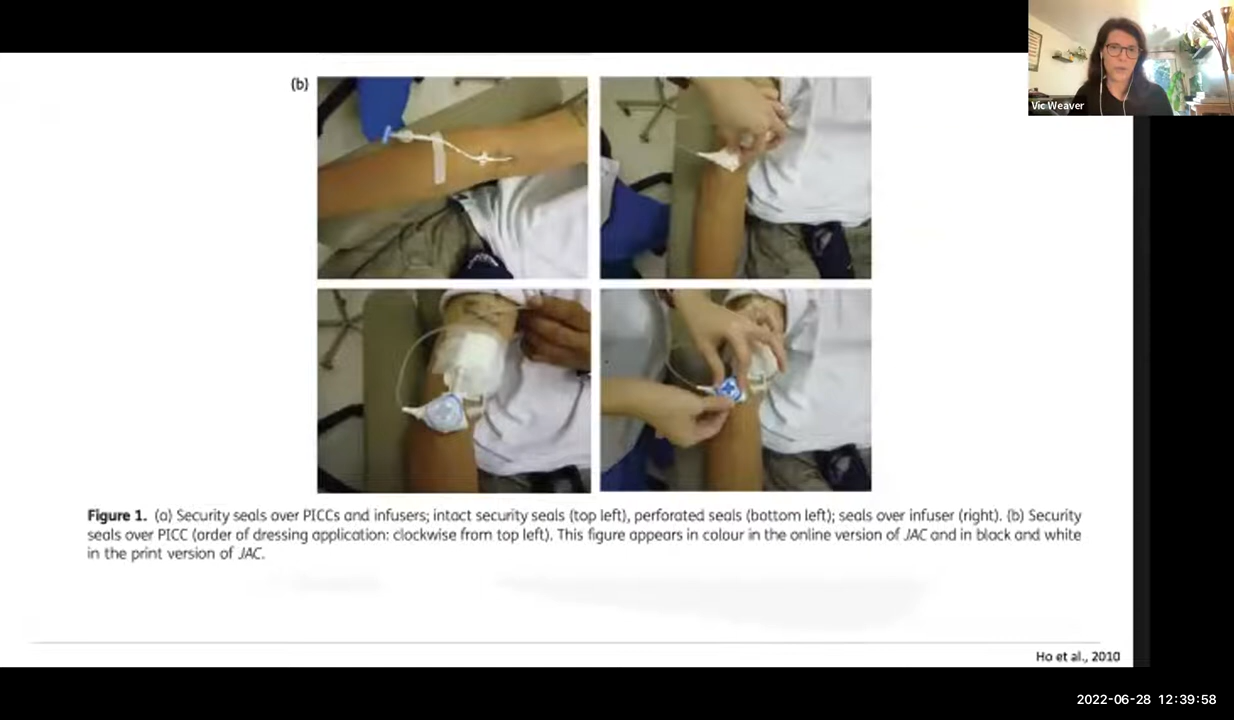 Vic Weaver
(b)
Figure 1. (a) Security seals over PICCs and infusers; intact security seals (top left), perforated seals (bottom left); seals over infuser (right). (b) Security
seals over PICC (order of dressing application: clockwise from top left). This figure appears in colour in the online version of JAC and in black and white
in the print version of JAC.
Ho et al., 2010
2022-06-28 12:39:58